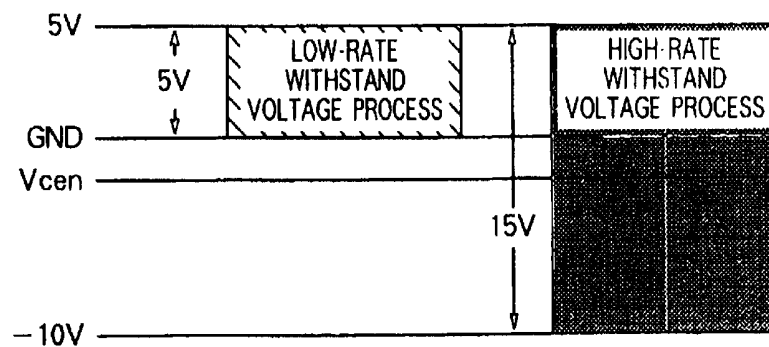 5V
5V
LOW-RATE
WITHSTAND
VOLTAGE PROCESS
HIGH-RATE
WITHSTAND
VOLTAGE PROCESS
GND
Vcen
15V
-10V